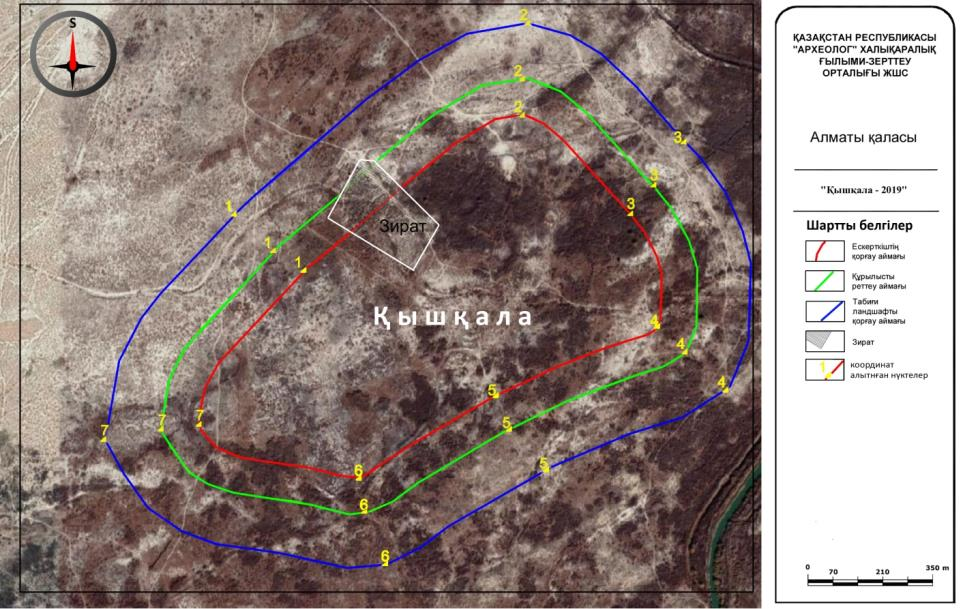 S
2
2
2
3
3
3
1
1
1
Зират
Қышқала
4
4
4
5
5
5
7
7
7
6
6
6
ҚАЗАҚСТАН РЕСПУБЛИКАСЫ
"АРХЕОЛОГ" ХАЛЫҚАРАЛЫҚ
ҒЫЛЫМИ-ЗЕРТТЕУ
ОРТАЛЫҒЫ ЖШС
Алматы қаласы
"Қышқала - 2019"
Шартты белгілер
Ескерткіштің
қорғау аймағы
Құрылысты
реттеу аймағы
Табиғи
ландшафты
қорғау аймағы
Зират
1
координат
алытнған нүктелер
0 70 210 350 m